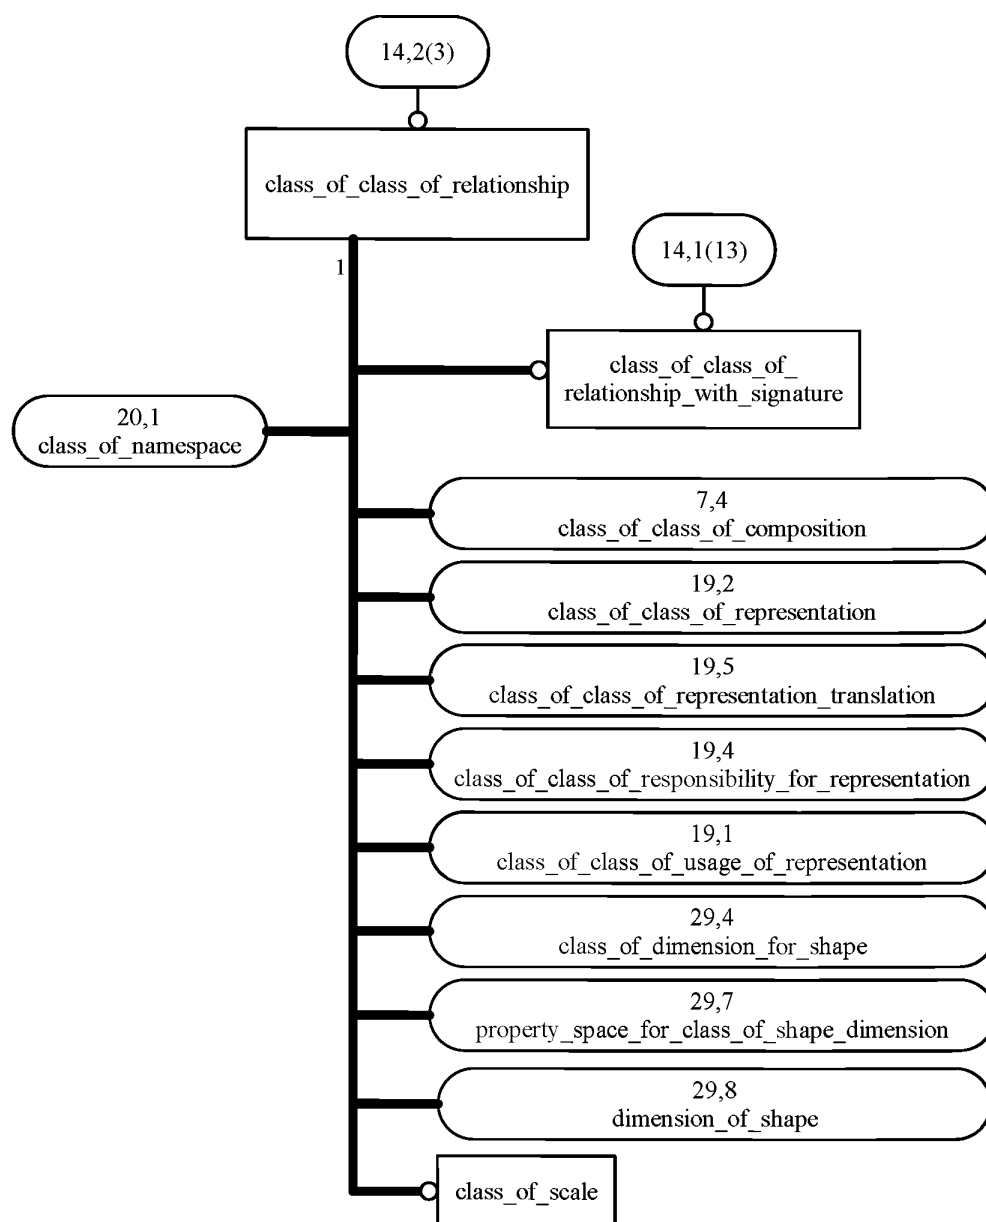 14,2(3)
class_of_class_of_relationship
14,1(13)
1
class_of_class_of_
relationship_with_signature
20,1
class_of_namespace
7,4
class_of_class_of_composition
19,2
class_of_class_of_representation
19,5
class_of_class_of_representation_translation
19,4
class_of_class_of_responsibility_for_representation
19,1
class_of_class_of_usage_of_representation
29,4
class_of_dimension_for_shape
29,7
property_space_for_class_of_shape_dimension
29,8
dimension_of_shape
class_of_scale